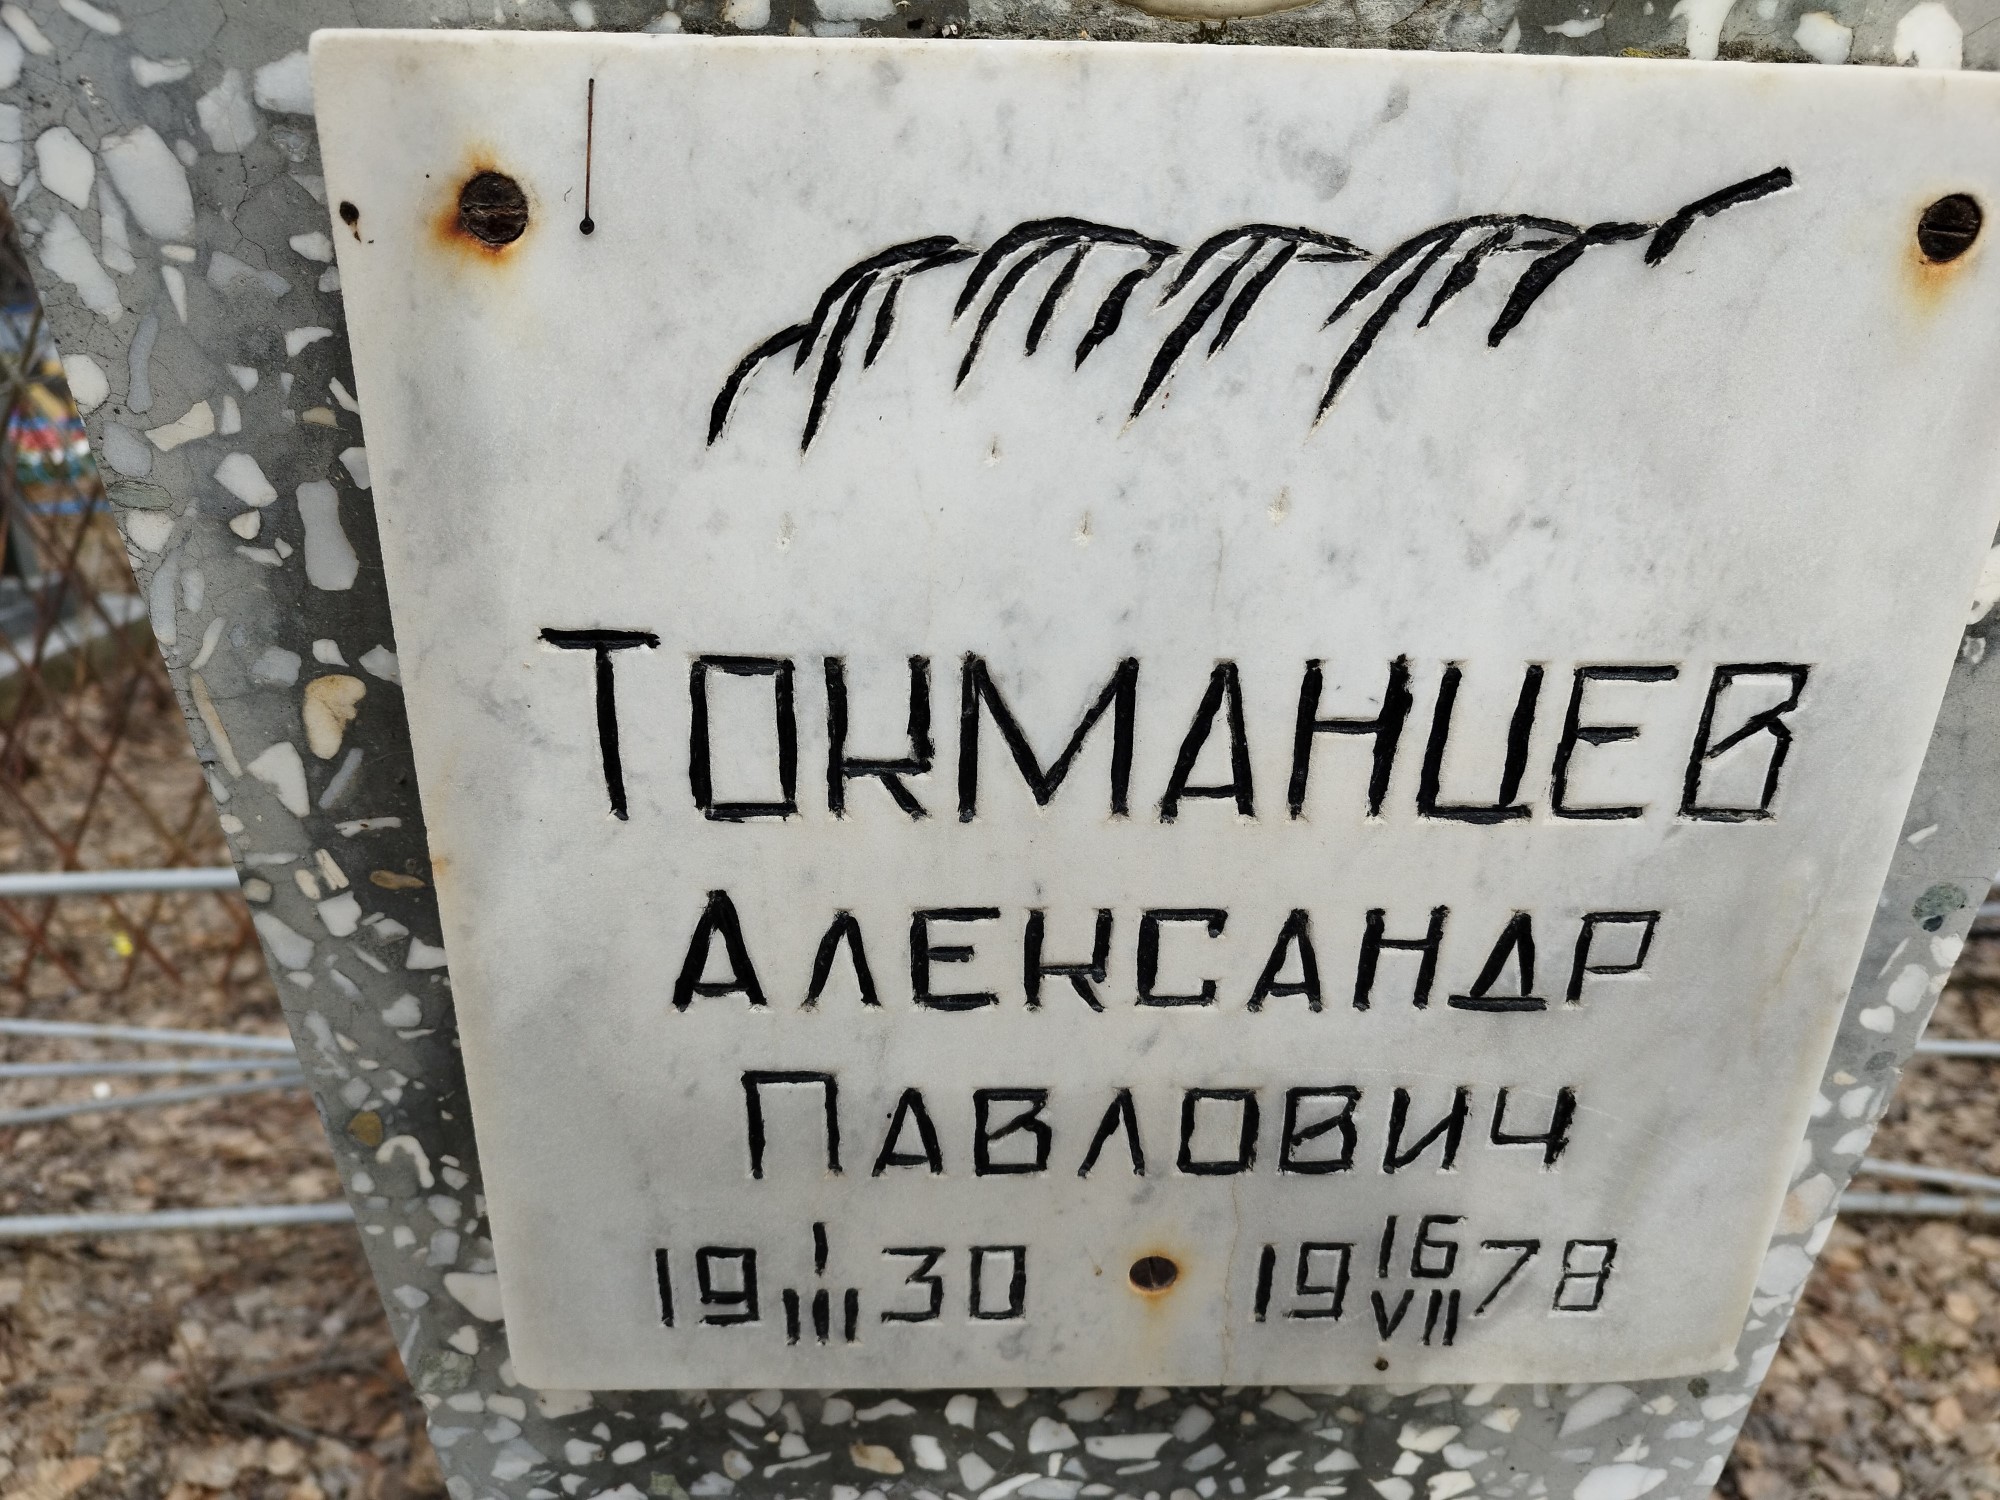 Токманцев
Александр
Павлович
19 I/III 30 19 16/VII 78